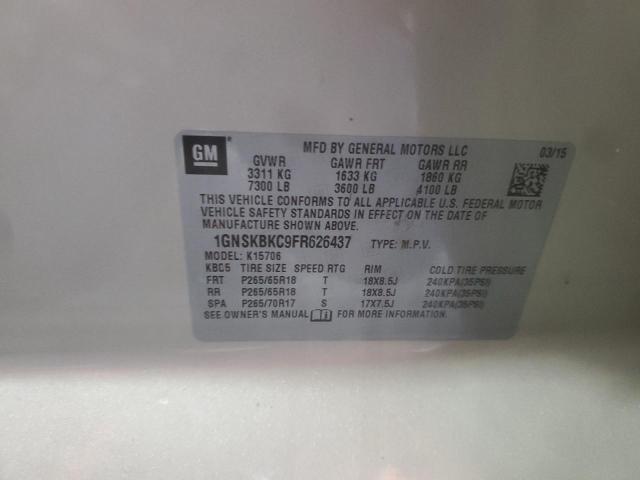 GM
MFD BY GENERAL MOTORS LLC 03/15
GVWR GAWR FRT GAWR RR
3311 KG 1633 KG 1860 KG
7300 LB 3600 LB 4100 LB
THIS VEHICLE CONFORMS TO ALL APPLICABLE U.S. FEDERAL MOTOR
VEHICLE SAFETY STANDARDS IN EFFECT ON THE DATE OF
MANUFACTURE SHOWN ABOVE.
1GNSKBKC9FR626437 TYPE: M.P.V.
MODEL: K15706
KBC5 TIRE SIZE SPEED RTG RIM COLD TIRE PRESSURE
FRT P265/65R18 T 18X8.5J 240KPA(35PSI)
RR P265/65R18 T 18X8.5J 240KPA(35PSI)
SPA P265/70R17 S 17X7.5J 240KPA(35PSI)
SEE OWNER'S MANUAL FOR MORE INFORMATION.